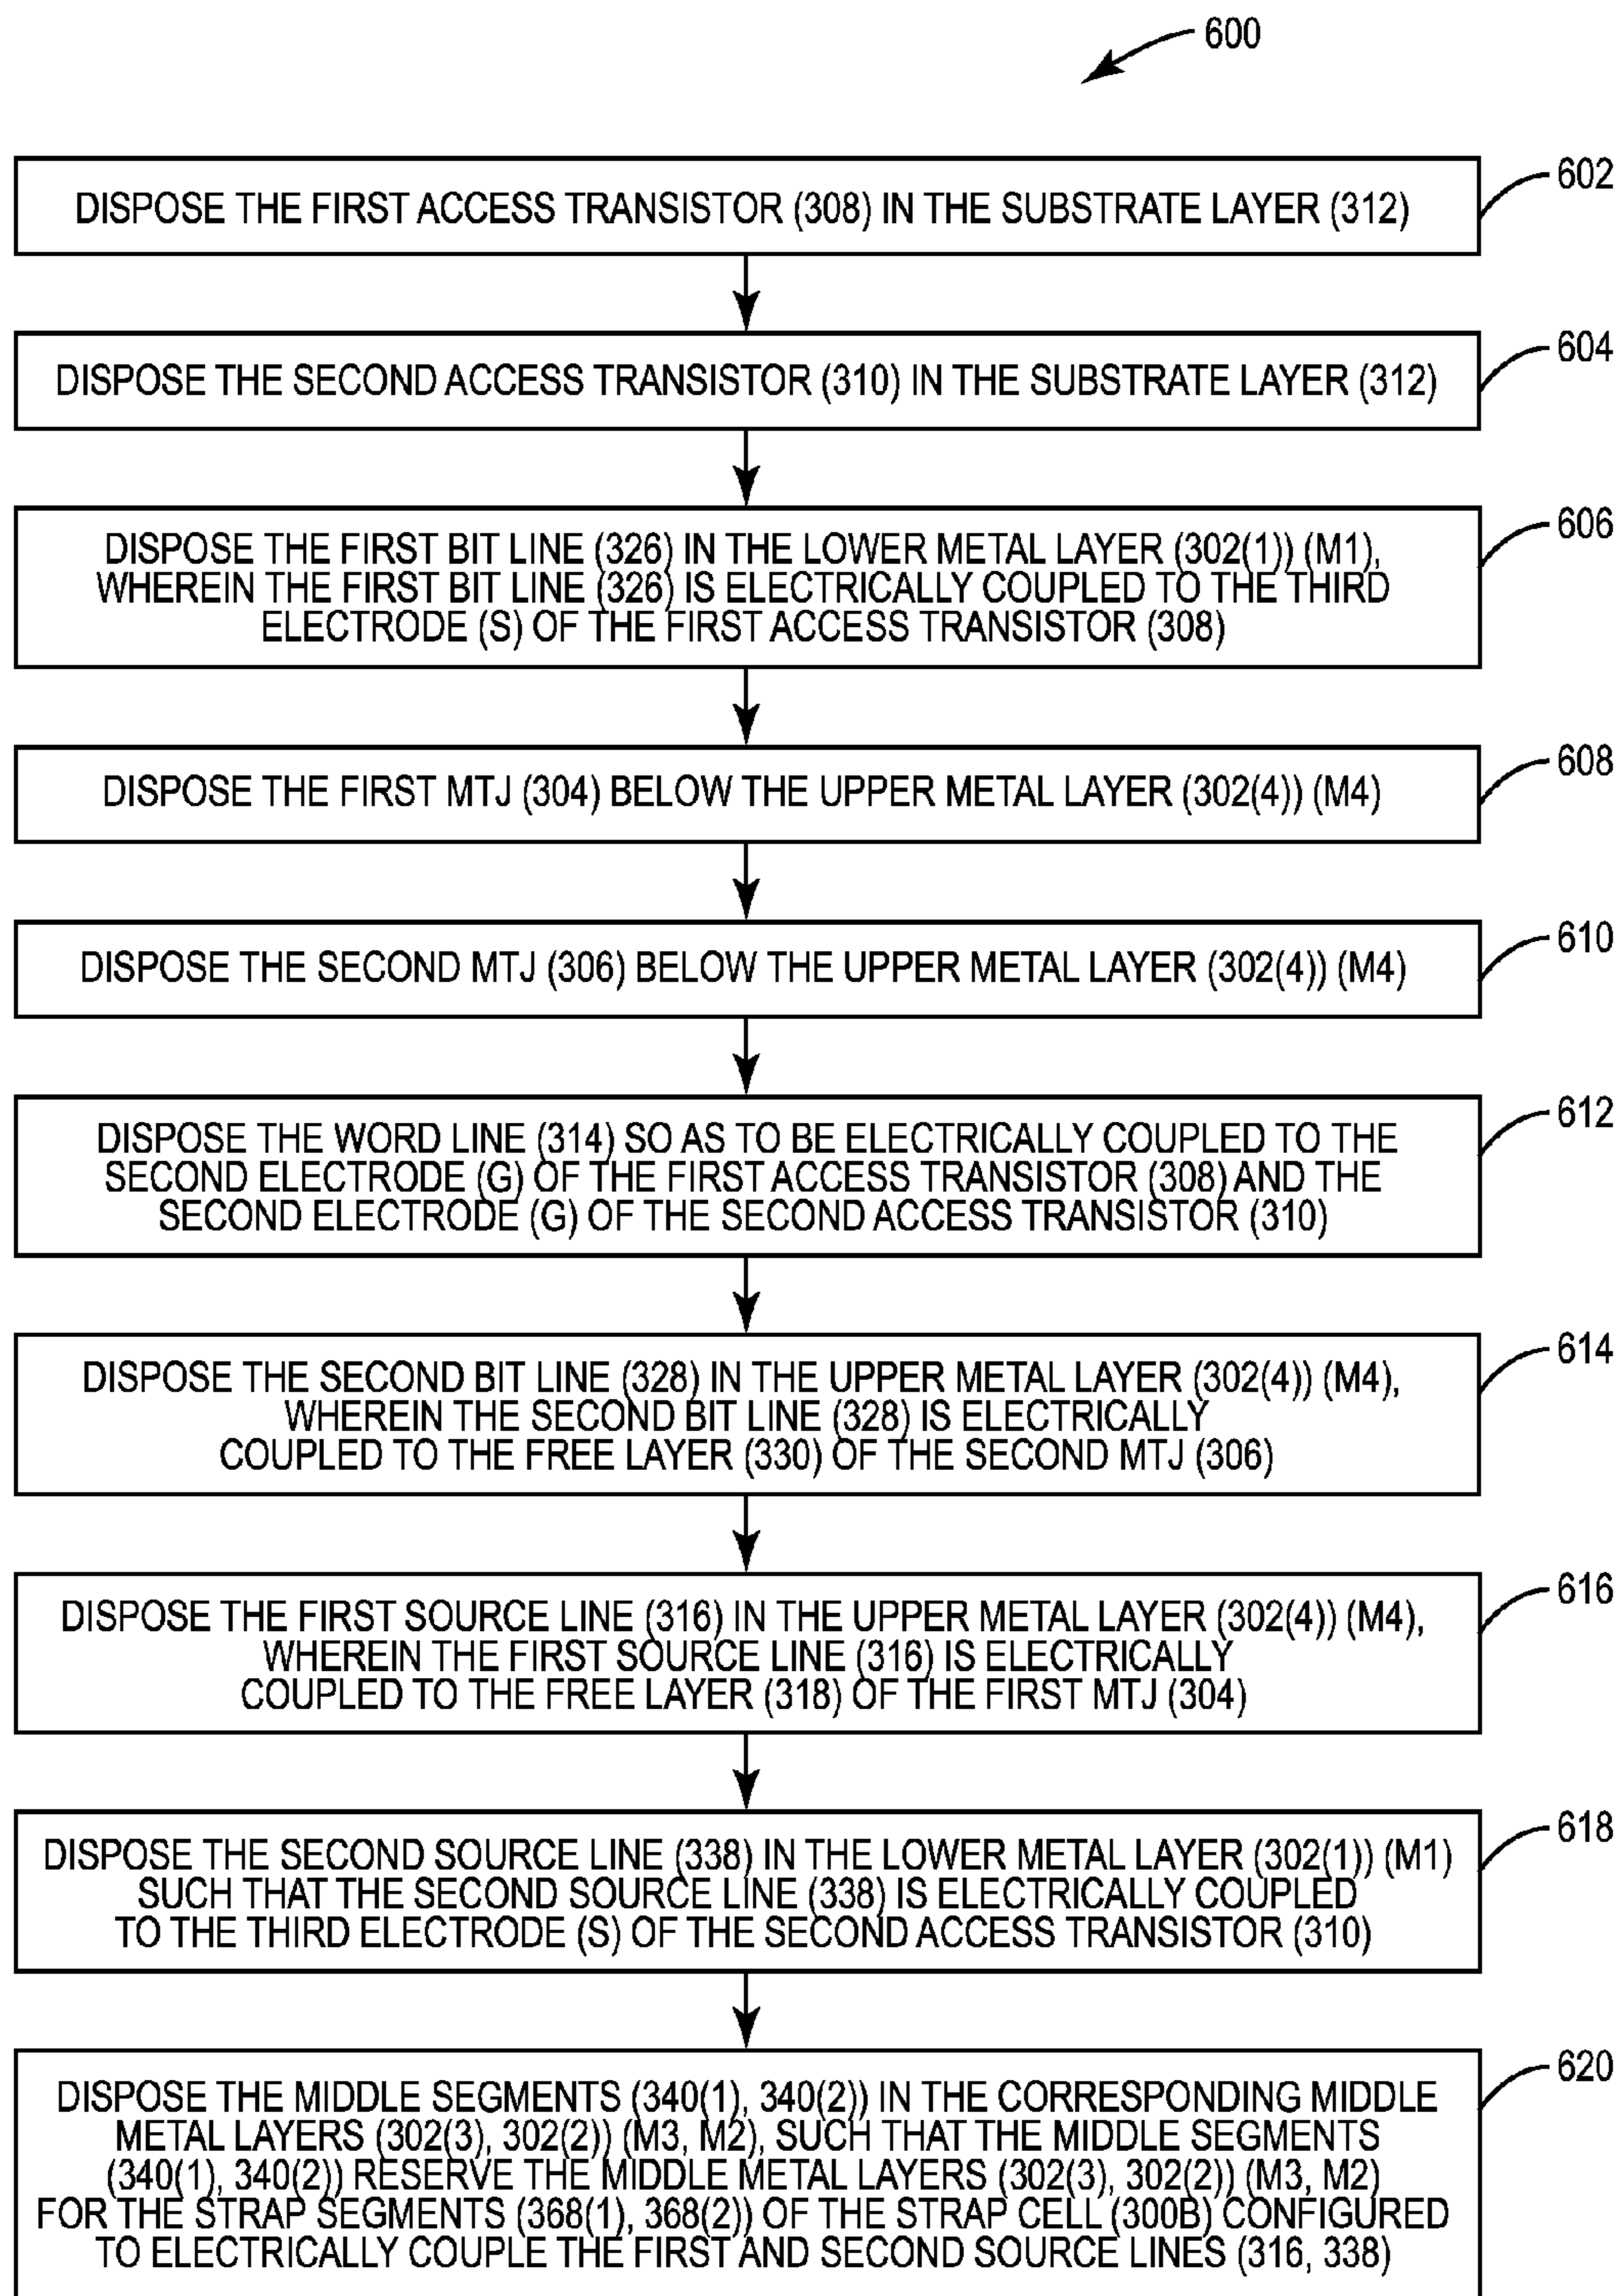 600
602
DISPOSE THE FIRST ACCESS TRANSISTOR (308) IN THE SUBSTRATE LAYER (312)
604
DISPOSE THE SECOND ACCESS TRANSISTOR (310) IN THE SUBSTRATE LAYER (312)
606
DISPOSE THE FIRST BIT LINE (326) IN THE LOWER METAL LAYER (302(1)) (M1),
WHEREIN THE FIRST BIT LINE (326) IS ELECTRICALLY COUPLED TO THE THIRD
ELECTRODE (S) OF THE FIRST ACCESS TRANSISTOR (308)
608
DISPOSE THE FIRST MTJ (304) BELOW THE UPPER METAL LAYER (302(4)) (M4)
610
DISPOSE THE SECOND MTJ (306) BELOW THE UPPER METAL LAYER (302(4)) (M4)
612
DISPOSE THE WORD LINE (314) SO AS TO BE ELECTRICALLY COUPLED TO THE
SECOND ELECTRODE (G) OF THE FIRST ACCESS TRANSISTOR (308) AND THE
SECOND ELECTRODE (G) OF THE SECOND ACCESS TRANSISTOR (310)
614
DISPOSE THE SECOND BIT LINE (328) IN THE UPPER METAL LAYER (302(4)) (M4),
WHEREIN THE SECOND BIT LINE (328) IS ELECTRICALLY
COUPLED TO THE FREE LAYER (330) OF THE SECOND MTJ (306)
616
DISPOSE THE FIRST SOURCE LINE (316) IN THE UPPER METAL LAYER (302(4)) (M4),
WHEREIN THE FIRST SOURCE LINE (316) IS ELECTRICALLY
COUPLED TO THE FREE LAYER (318) OF THE FIRST MTJ (304)
618
DISPOSE THE SECOND SOURCE LINE (338) IN THE LOWER METAL LAYER (302(1)) (M1)
SUCH THAT THE SECOND SOURCE LINE (338) IS ELECTRICALLY COUPLED
TO THE THIRD ELECTRODE (S) OF THE SECOND ACCESS TRANSISTOR (310)
620
DISPOSE THE MIDDLE SEGMENTS (340(1), 340(2)) IN THE CORRESPONDING MIDDLE
METAL LAYERS (302(3), 302(2)) (M3, M2), SUCH THAT THE MIDDLE SEGMENTS
(340(1), 340(2)) RESERVE THE MIDDLE METAL LAYERS (302(3), 302(2)) (M3, M2)
FOR THE STRAP SEGMENTS (368(1), 368(2)) OF THE STRAP CELL (300B) CONFIGURED
TO ELECTRICALLY COUPLE THE FIRST AND SECOND SOURCE LINES (316, 338)